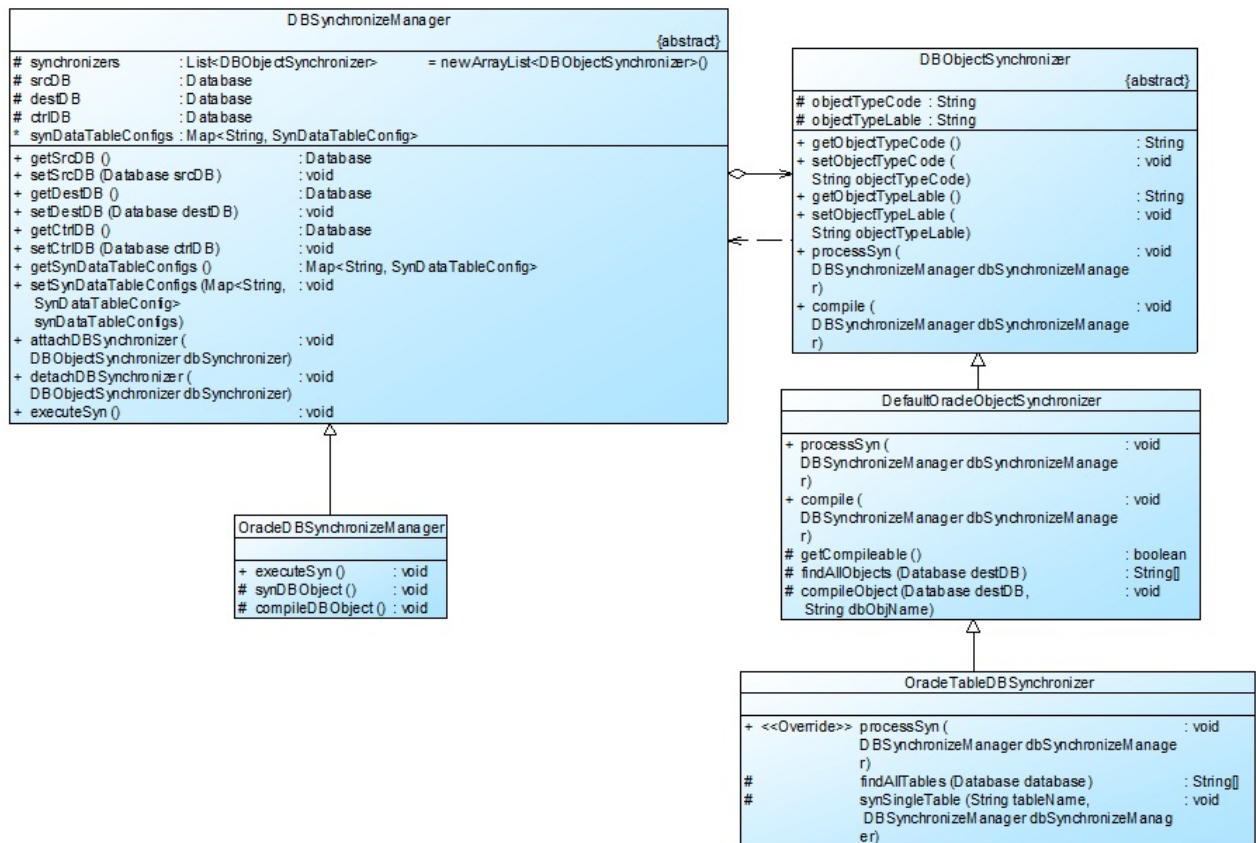 DBSynchronizeManager
{abstract}
# synchronizers : List<DBObjectSynchronizer> = newArrayList<DBObjectSynchronizer>()
# srcDB : Database
# destDB : Database
# ctrlDB : Database
* synDataTableConfigs : Map<String, SynDataTableConfig>
+ getSrcDB () : Database
+ setSrcDB (Database srcDB) : void
+ getDestDB () : Database
+ setDestDB (Database destDB) : void
+ getCtrlDB () : Database
+ setCtrlDB (Database ctrlDB) : void
+ getSynDataTableConfigs () : Map<String, SynDataTableConfig>
+ setSynDataTableConfigs (Map<String, : void
SynDataTableConfig>
synDataTableConfigs)
+ attachDBSynchronizer ( : void
DBObjectSynchronizer dbSynchronizer)
+ detachDBSynchronizer ( : void
DBObjectSynchronizer dbSynchronizer)
+ executeSyn () : void
DBObjectSynchronizer
{abstract}
# objectTypeCode : String
# objectTypeLable : String
+ getObjectTypeCode () : String
+ setObjectTypeCode ( : void
String objectTypeCode)
+ getObjectTypeLable () : String
+ setObjectTypeLable ( : void
String objectTypeLable)
+ processSyn ( : void
DBSynchronizeManager dbSynchronizeManage
r)
+ compile ( : void
DBSynchronizeManager dbSynchronizeManage
r)
OracleDBSynchronizeManager
+ executeSyn () : void
# synDBObject () : void
# compileDBObject () : void
DefaultOracleObjectSynchronizer
+ processSyn ( : void
DBSynchronizeManager dbSynchronizeManage
r)
+ compile ( : void
DBSynchronizeManager dbSynchronizeManage
r)
# getCompileable () : boolean
# findAllObjects (Database destDB) : String[]
# compileObject (Database destDB, : void
String dbObjName)
OracleTableDBSynchronizer
+ <<Override>> processSyn ( : void
DBSynchronizeManager dbSynchronizeManage
r)
# findAllTables (Database database) : String[]
# synSingleTable (String tableName, : void
DBSynchronizeManager dbSynchronizeManag
er)